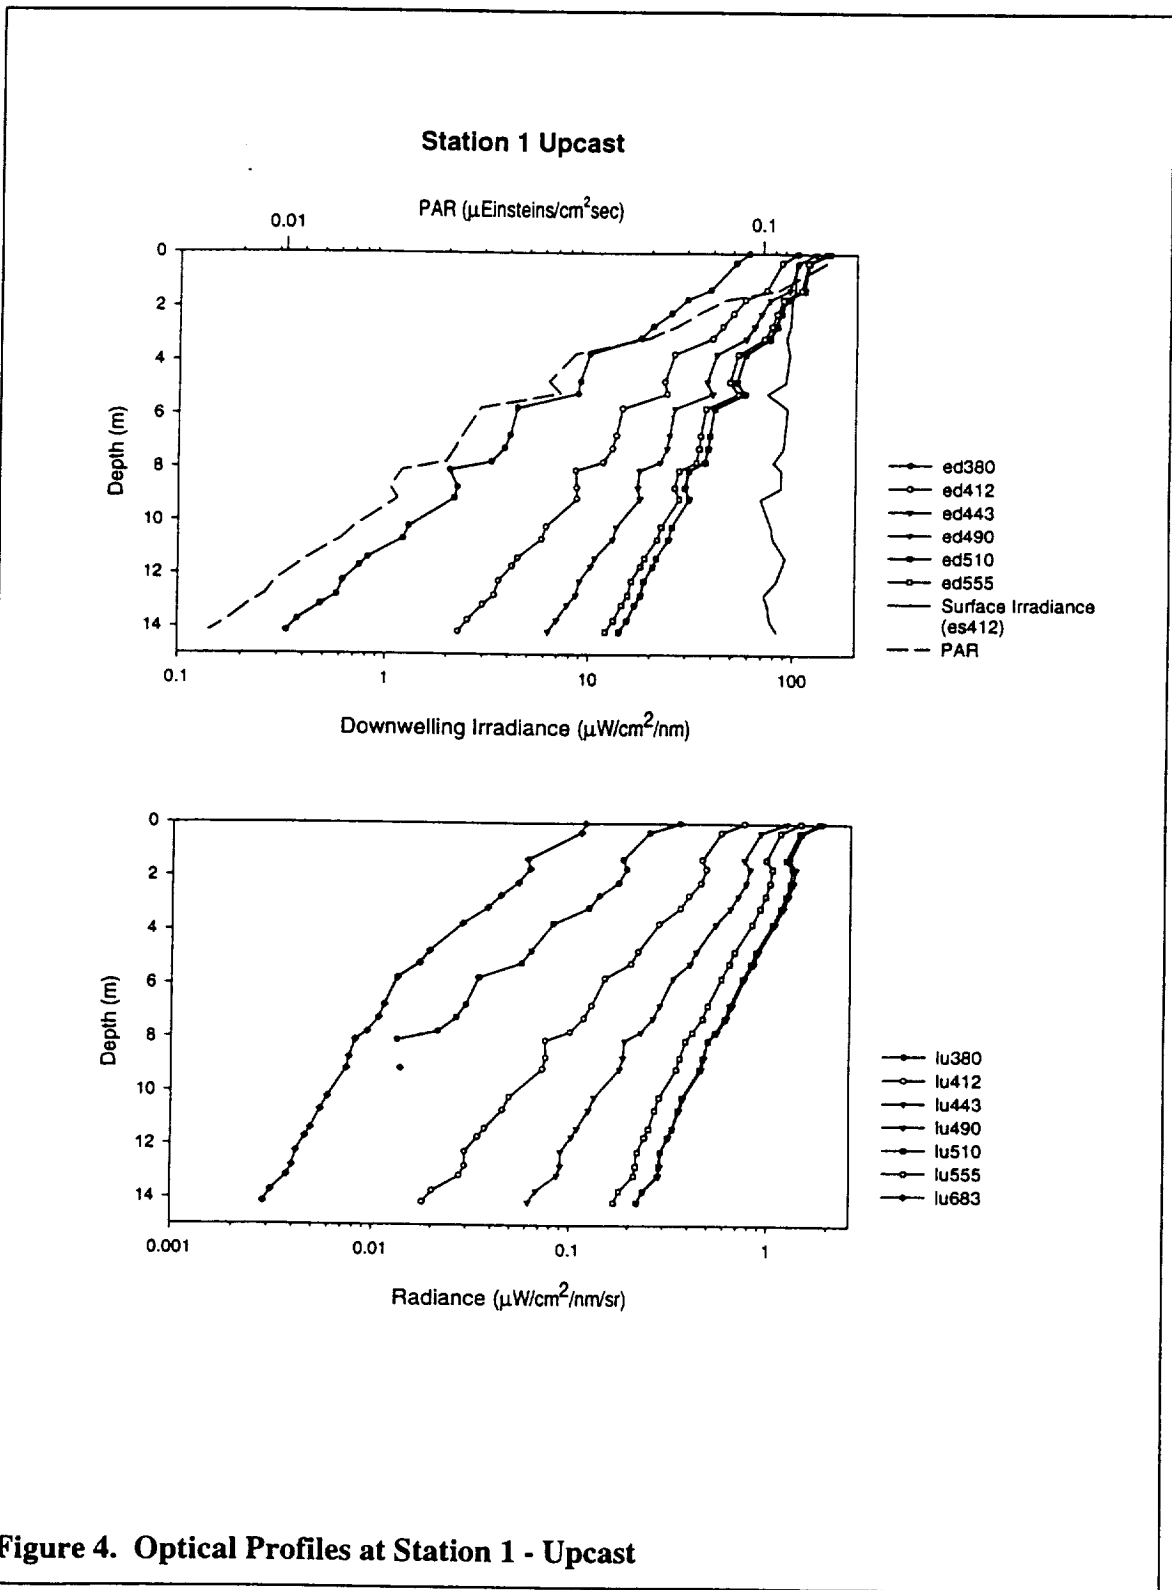 Station 1 Upcast
PAR (µEinsteins/cm²sec)
0.01 0.1
0
2
4
6
8
10
12
14
Depth (m)
0.1 1 10 100
Downwelling Irradiance (µW/cm²/nm)
ed380
ed412
ed443
ed490
ed510
ed555
Surface Irradiance
(es412)
PAR
0
2
4
6
8
10
12
14
Depth (m)
0.001 0.01 0.1 1
Radiance (µW/cm²/nm/sr)
lu380
lu412
lu443
lu490
lu510
lu555
lu683
Figure 4. Optical Profiles at Station 1 - Upcast